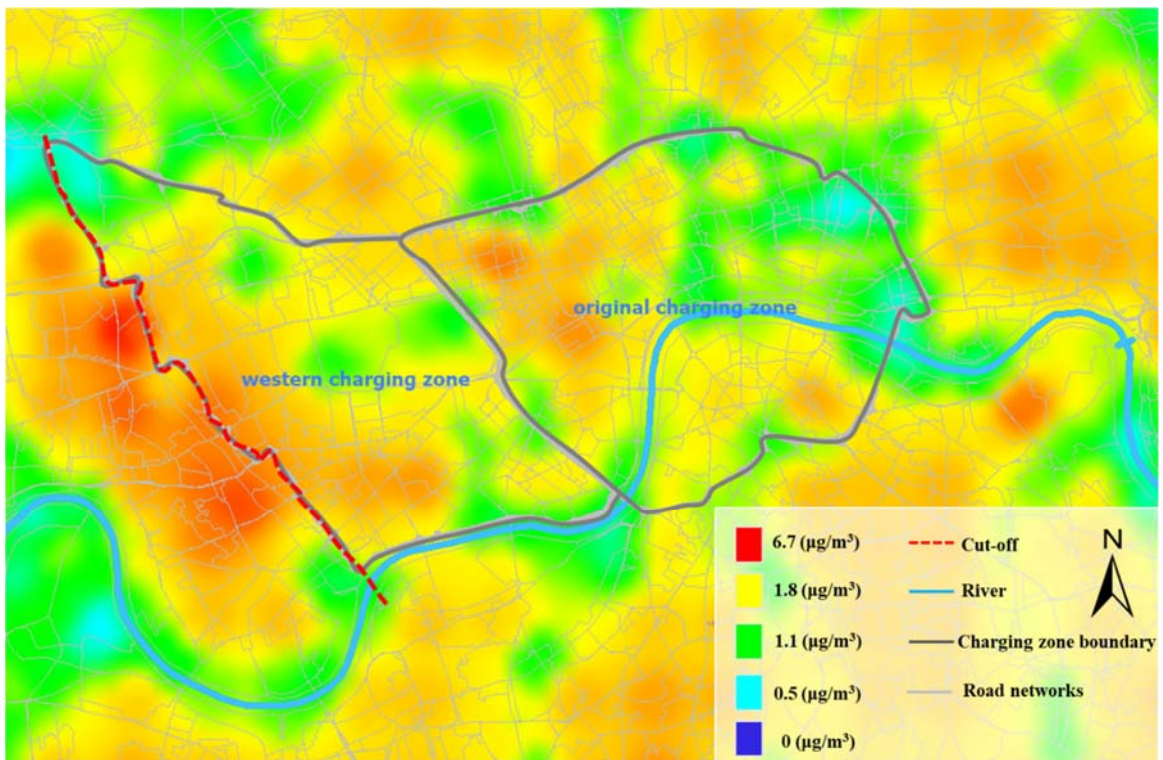 original charging zone
western charging zone
6.7 (μg/m³)
Cut-off
N
1.8 (μg/m³)
River
1.1 (μg/m³)
Charging zone boundary
0.5 (μg/m³)
Road networks
0 (μg/m³)